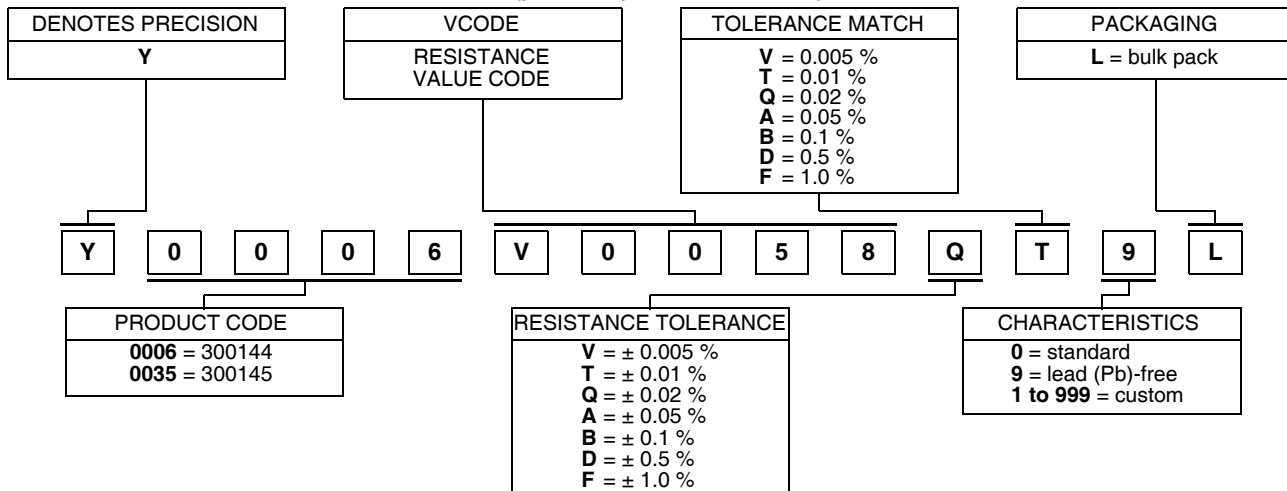 DENOTES PRECISION
Y
VCODE
RESISTANCE
VALUE CODE
TOLERANCE MATCH
V = 0.005 %
T = 0.01 %
Q = 0.02 %
A = 0.05 %
B = 0.1 %
D = 0.5 %
F = 1.0 %
PACKAGING
L = bulk pack
Y 0 0 0 6 V 0 0 5 8 Q T 9 L
PRODUCT CODE
0006 = 300144
0035 = 300145
RESISTANCE TOLERANCE
V = ± 0.005 %
T = ± 0.01 %
Q = ± 0.02 %
A = ± 0.05 %
B = ± 0.1 %
D = ± 0.5 %
F = ± 1.0 %
CHARACTERISTICS
0 = standard
9 = lead (Pb)-free
1 to 999 = custom